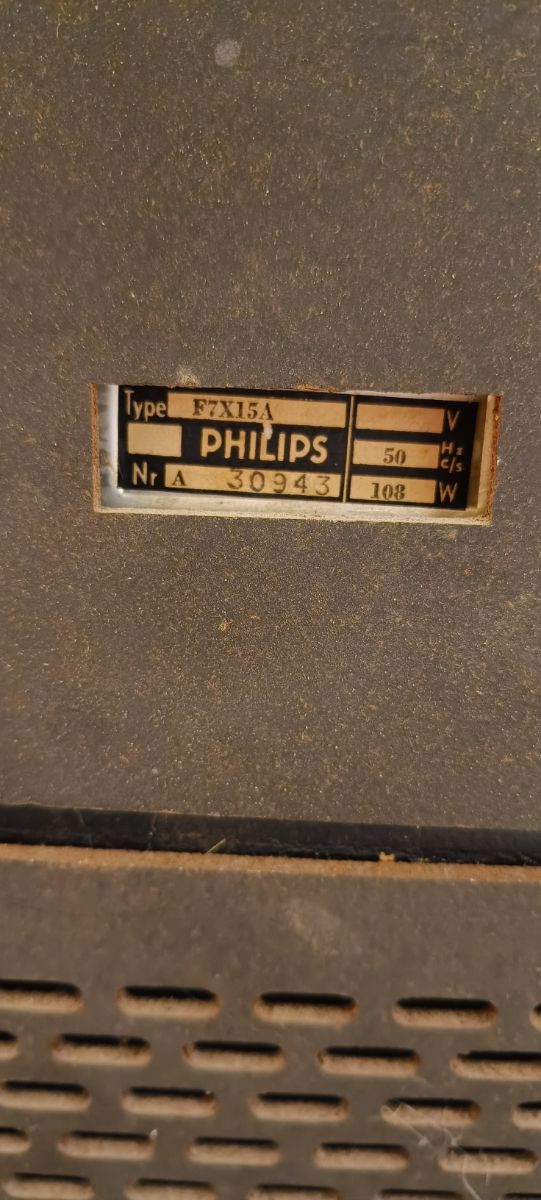 Type F7X15A V
PHILIPS 50 Hz c/s
Nr A 30943 108 W